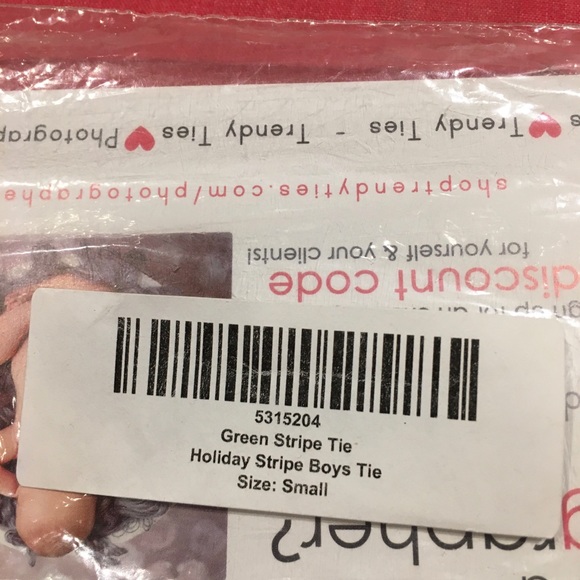 s ♥ Trendy Ties - Trendy Ties ♥ Photograp
shoptrendyties.com/photographe
for yourself & your clients!
discount code
5315204
Green Stripe Tie
Holiday Stripe Boys Tie
Size: Small
grapher?